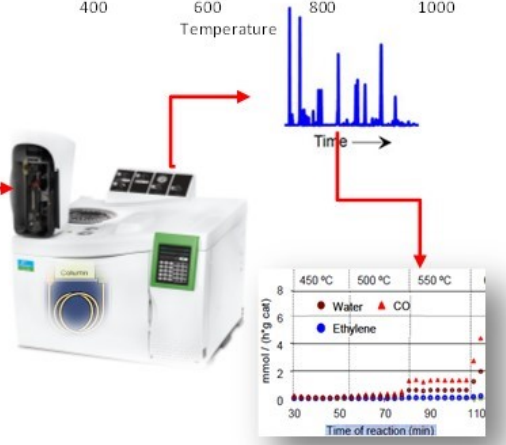 400 600 800 1000
Temperature
Time
Column
450 ºC 500 ºC 550 ºC
8
6
4
2
0
Water CO
Ethylene
mmol / (h*g cat)
30 50 70 90 110
Time of reaction (min)